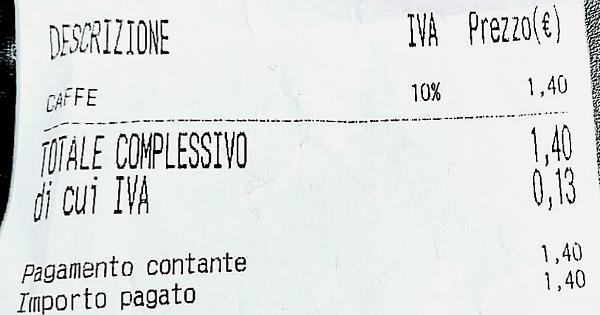 DESCRIZIONE IVA Prezzo(€)
CAFFE 10% 1,40
TOTALE COMPLESSIVO 1,40
di cui IVA 0,13
Pagamento contante 1,40
Importo pagato 1,40